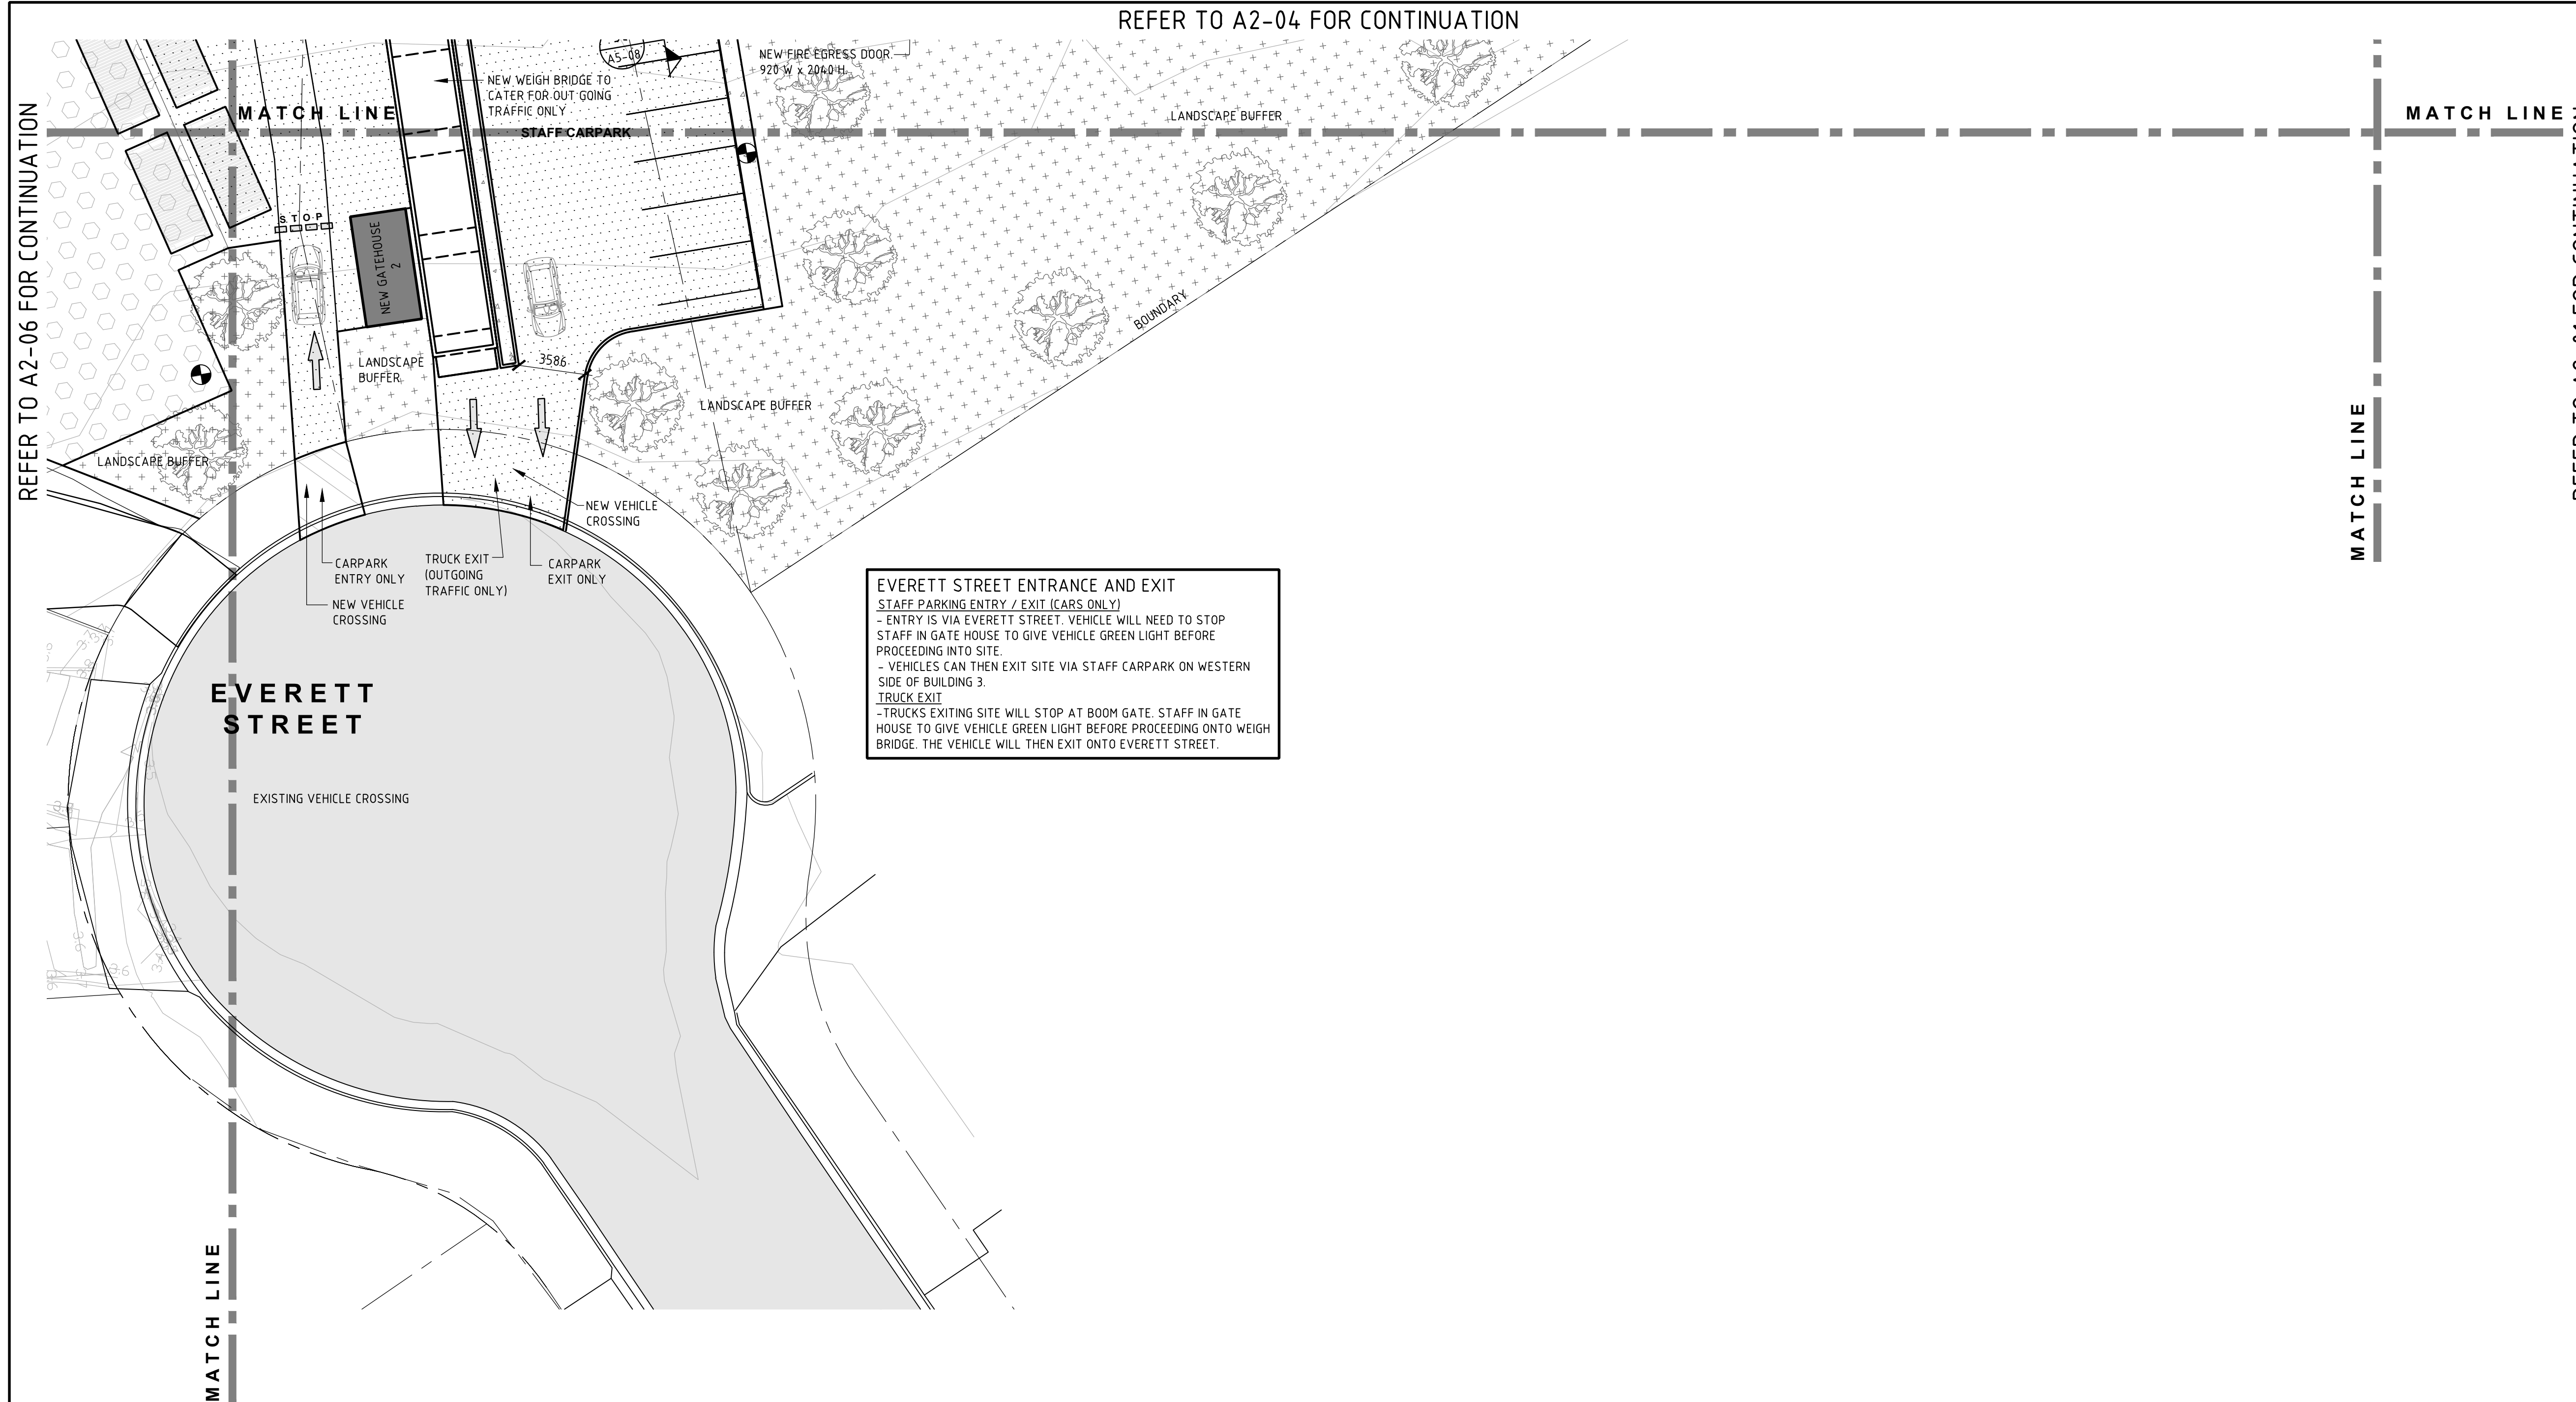 REFER TO A2-04 FOR CONTINUATION
REFER TO A2-06 FOR CONTINUATION
A5-08
NEW FIRE EGRESS DOOR.
920 W x 2040 H.
NEW WEIGH BRIDGE TO
CATER FOR OUT GOING
TRAFFIC ONLY
MATCH LINE
STAFF CARPARK
LANDSCAPE BUFFER
MATCH LINE
STOP
NEW GATEHOUSE
2
BOUNDARY
LANDSCAPE
BUFFER
3586
LANDSCAPE BUFFER
LANDSCAPE BUFFER
MATCH LINE
NEW VEHICLE
CROSSING
CARPARK
ENTRY ONLY
TRUCK EXIT
(OUTGOING
TRAFFIC ONLY)
CARPARK
EXIT ONLY
NEW VEHICLE
CROSSING
EVERETT STREET ENTRANCE AND EXIT
STAFF PARKING ENTRY / EXIT (CARS ONLY)
- ENTRY IS VIA EVERETT STREET. VEHICLE WILL NEED TO STOP
STAFF IN GATE HOUSE TO GIVE VEHICLE GREEN LIGHT BEFORE
PROCEEDING INTO SITE.
- VEHICLES CAN THEN EXIT SITE VIA STAFF CARPARK ON WESTERN
SIDE OF BUILDING 3.
TRUCK EXIT
-TRUCKS EXITING SITE WILL STOP AT BOOM GATE. STAFF IN GATE
HOUSE TO GIVE VEHICLE GREEN LIGHT BEFORE PROCEEDING ONTO WEIGH
BRIDGE. THE VEHICLE WILL THEN EXIT ONTO EVERETT STREET.
EVERETT
STREET
EXISTING VEHICLE CROSSING
3.6
MATCH LINE